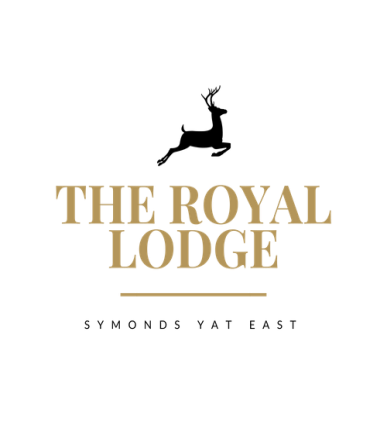 THE ROYAL
LODGE
SYMONDS YAT EAST